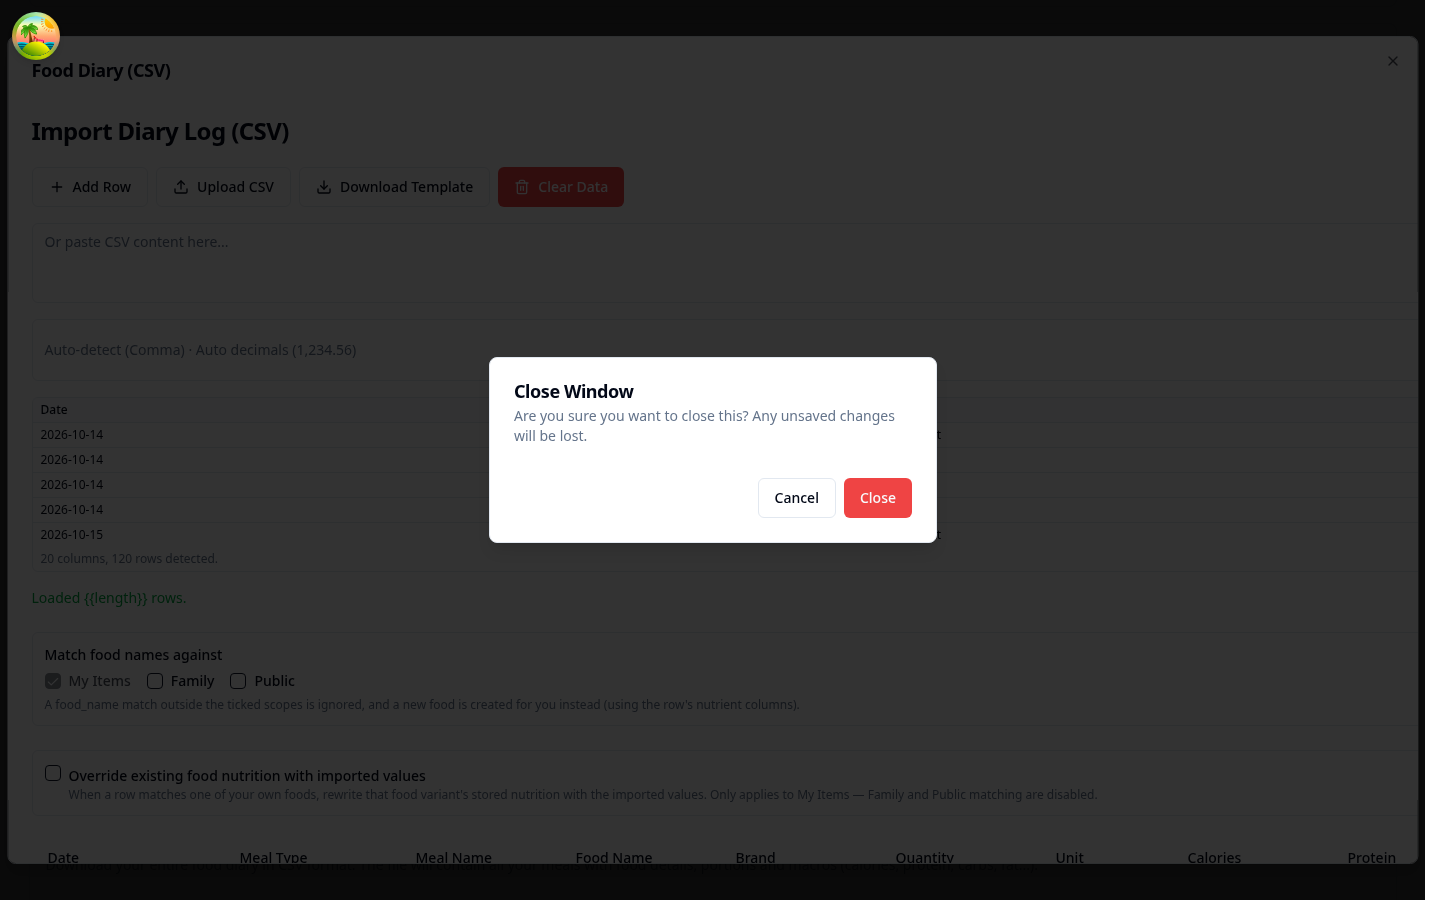 Food Diary (CSV)
Import Diary Log (CSV)
Add Row
Upload CSV
Download Template
Clear Data
Or paste CSV content here...
Auto-detect (Comma) · Auto decimals (1,234.56)
Date
2026-10-14
2026-10-14
2026-10-14
2026-10-14
2026-10-15
20 columns, 120 rows detected.
Close Window
Are you sure you want to close this? Any unsaved changes
will be lost.
Cancel
Close
Loaded {{length}} rows.
Match food names against
My Items
Family
Public
A food_name match outside the ticked scopes is ignored, and a new food is created for you instead (using the row's nutrient columns).
Override existing food nutrition with imported values
When a row matches one of your own foods, rewrite that food variant's stored nutrition with the imported values. Only applies to My Items — Family and Public matching are disabled.
Date Meal Type Meal Name Food Name Brand Quantity Unit Calories Protein